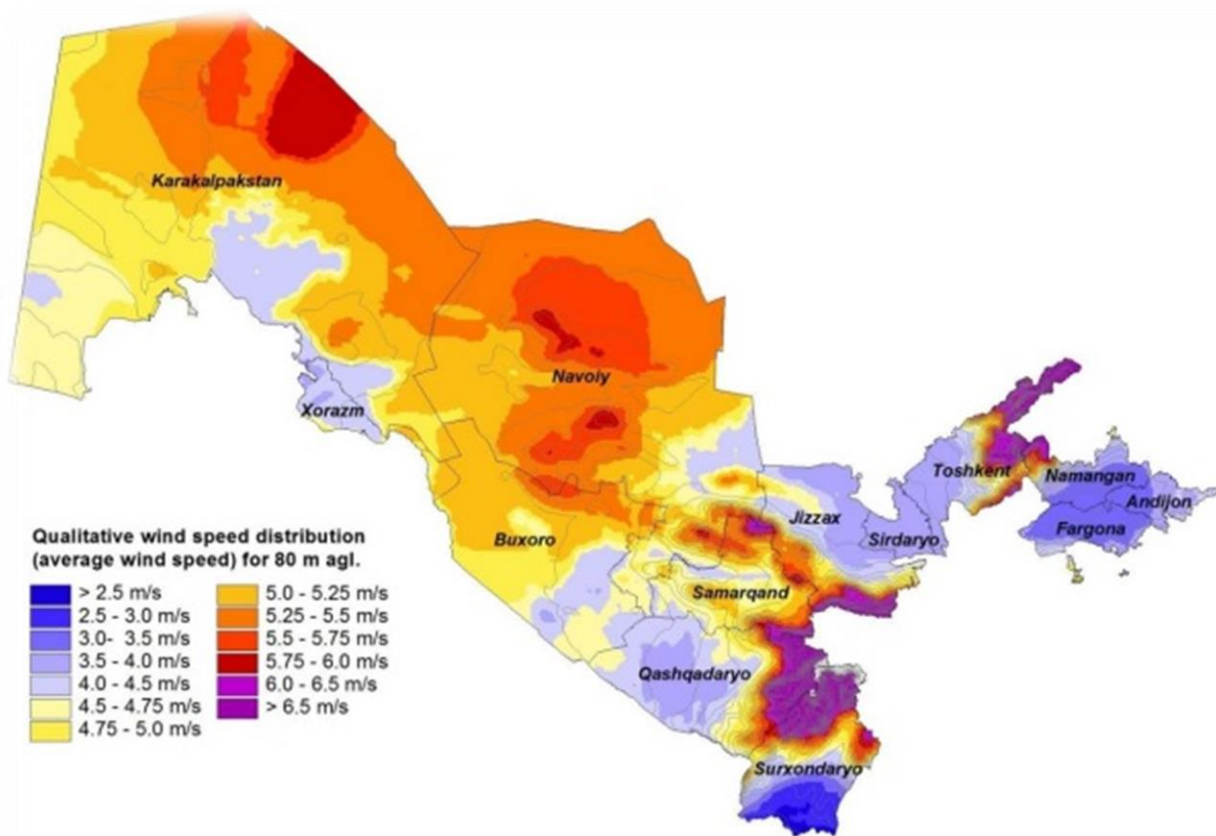 Karakalpakstan
Navoiy
Xorazm
Toshkent
Namangan
Andijon
Jizzax
Sirdaryo
Fargona
Buxoro
Samarqand
Qashqadaryo
Surxondaryo
Qualitative wind speed distribution
(average wind speed) for 80 m agl.
> 2.5 m/s
2.5 - 3.0 m/s
3.0- 3.5 m/s
3.5 - 4.0 m/s
4.0 - 4.5 m/s
4.5 - 4.75 m/s
4.75 - 5.0 m/s
5.0 - 5.25 m/s
5.25 - 5.5 m/s
5.5 - 5.75 m/s
5.75 - 6.0 m/s
6.0 - 6.5 m/s
> 6.5 m/s